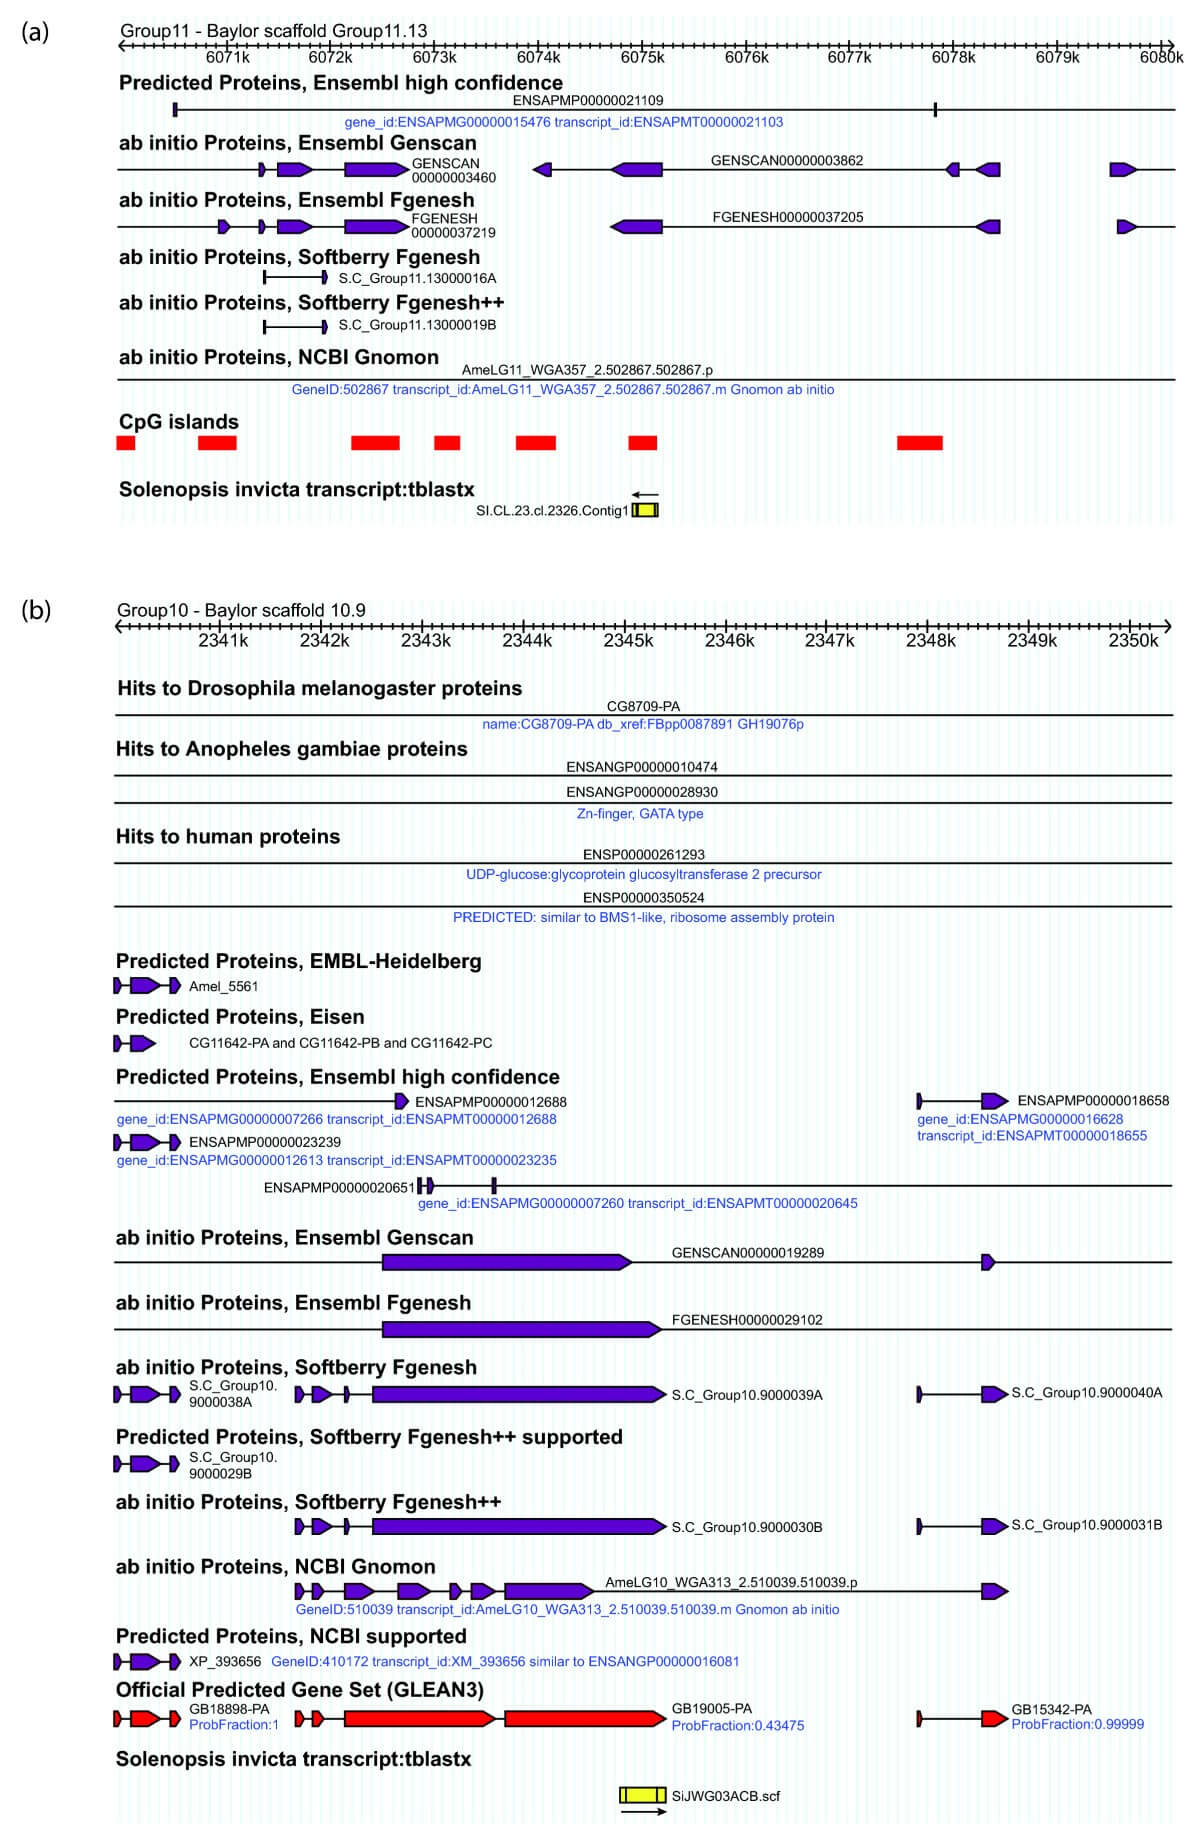 (a)
Group11 - Baylor scaffold Group11.13
6071k 6072k 6073k 6074k 6075k 6076k 6077k 6078k 6079k 6080k
Predicted Proteins, Ensembl high confidence
ENSAPMP00000021109
gene_id:ENSAPMG00000015476 transcript_id:ENSAPMT00000021103
ab initio Proteins, Ensembl Genscan
GENSCAN
00000003460
GENSCAN00000003862
ab initio Proteins, Ensembl Fgenesh
FGENESH
00000037219
FGENESH00000037205
ab initio Proteins, Softberry Fgenesh
S.C_Group11.13000016A
ab initio Proteins, Softberry Fgenesh++
S.C_Group11.13000019B
ab initio Proteins, NCBI Gnomon
AmeLG11_WGA357_2.502867.502867.p
GeneID:502867 transcript_id:AmeLG11_WGA357_2.502867.502867.m Gnomon ab initio
CpG islands
Solenopsis invicta transcript:tblastx
SI.CL.23.cl.2326.Contig1
(b)
Group10 - Baylor scaffold 10.9
2341k 2342k 2343k 2344k 2345k 2346k 2347k 2348k 2349k 2350k
Hits to Drosophila melanogaster proteins
CG8709-PA
name:CG8709-PA db_xref:FBpp0087891 GH19076p
Hits to Anopheles gambiae proteins
ENSANGP00000010474
ENSANGP00000028930
Zn-finger, GATA type
Hits to human proteins
ENSP00000261293
UDP-glucose:glycoprotein glucosyltransferase 2 precursor
ENSP00000350524
PREDICTED: similar to BMS1-like, ribosome assembly protein
Predicted Proteins, EMBL-Heidelberg
Amel_5561
Predicted Proteins, Eisen
CG11642-PA and CG11642-PB and CG11642-PC
Predicted Proteins, Ensembl high confidence
ENSAPMP00000012688
gene_id:ENSAPMG00000007266 transcript_id:ENSAPMT00000012688
ENSAPMP00000018658
gene_id:ENSAPMG00000016628
transcript_id:ENSAPMT00000018655
ENSAPMP00000023239
gene_id:ENSAPMG00000012613 transcript_id:ENSAPMT00000023235
ENSAPMP00000020651
gene_id:ENSAPMG00000007260 transcript_id:ENSAPMT00000020645
ab initio Proteins, Ensembl Genscan
GENSCAN00000019289
ab initio Proteins, Ensembl Fgenesh
FGENESH00000029102
ab initio Proteins, Softberry Fgenesh
S.C_Group10.
9000038A
S.C_Group10.9000039A
S.C_Group10.9000040A
Predicted Proteins, Softberry Fgenesh++ supported
S.C_Group10.
9000029B
ab initio Proteins, Softberry Fgenesh++
S.C_Group10.9000030B
S.C_Group10.9000031B
ab initio Proteins, NCBI Gnomon
AmeLG10_WGA313_2.510039.510039.p
GeneID:510039 transcript_id:AmeLG10_WGA313_2.510039.510039.m Gnomon ab initio
Predicted Proteins, NCBI supported
XP_393656 GeneID:410172 transcript_id:XM_393656 similar to ENSANGP00000016081
Official Predicted Gene Set (GLEAN3)
GB18898-PA
ProbFraction:1
GB19005-PA
ProbFraction:0.43475
GB15342-PA
ProbFraction:0.99999
Solenopsis invicta transcript:tblastx
SiJWG03ACB.scf